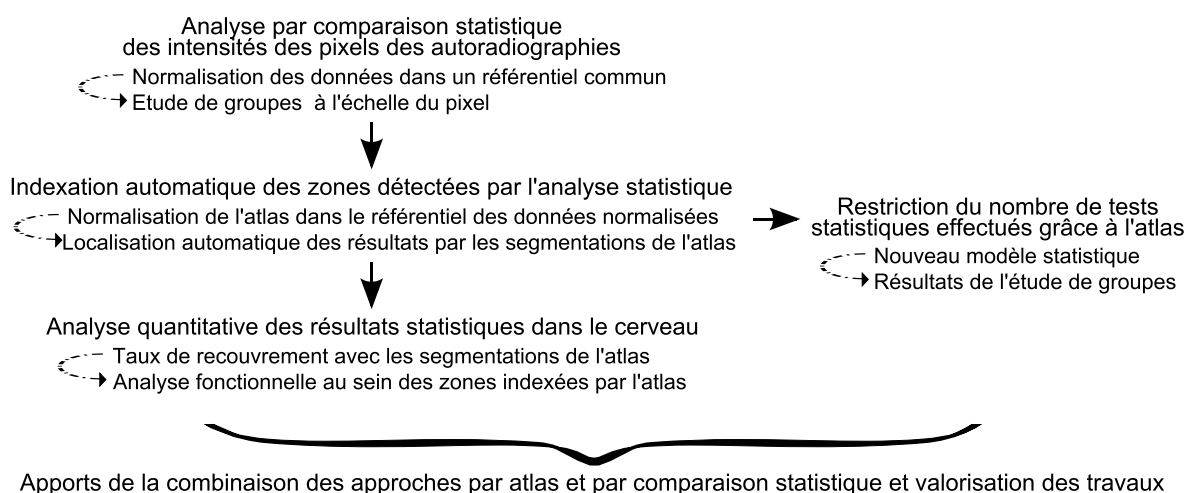 Analyse par comparaison statistique
des intensités des pixels des autoradiographies
Normalisation des données dans un référentiel commun
Etude de groupes à l'échelle du pixel
Indexation automatique des zones détectées par l'analyse statistique
Normalisation de l'atlas dans le référentiel des données normalisées
Localisation automatique des résultats par les segmentations de l'atlas
Restriction du nombre de tests
statistiques effectués grâce à l'atlas
Nouveau modèle statistique
Résultats de l'étude de groupes
Analyse quantitative des résultats statistiques dans le cerveau
Taux de recouvrement avec les segmentations de l'atlas
Analyse fonctionnelle au sein des zones indexées par l'atlas
Apports de la combinaison des approches par atlas et par comparaison statistique et valorisation des travaux